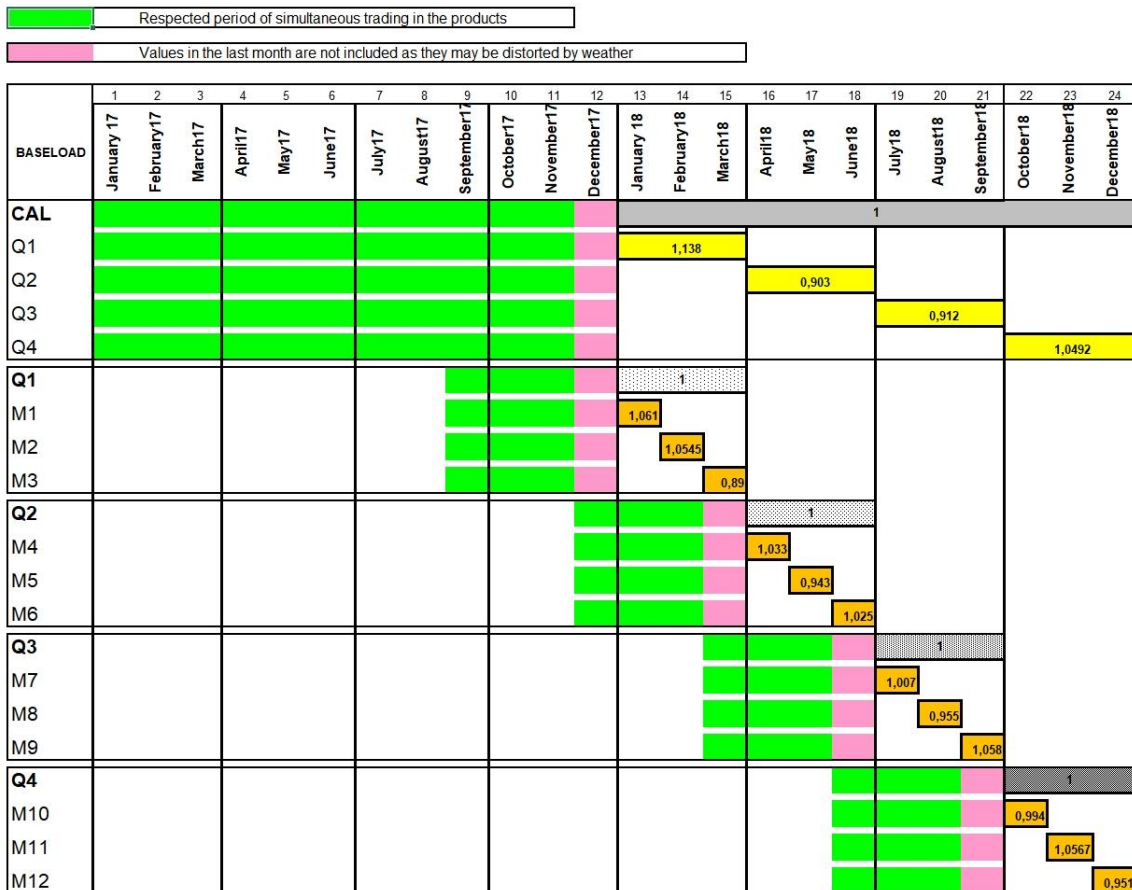 Respected period of simultaneous trading in the products
Values in the last month are not included as they may be distorted by weather
1 2 3 4 5 6 7 8 9 10 11 12 13 14 15 16 17 18 19 20 21 22 23 24
BASELOAD January 17 February17 March17 April17 May17 June17 July17 August17 September17 October17 November17 December17 January 18 February18 March18 April18 May18 June18 July18 August18 September18 October18 November18 December18
CAL 1
Q1 1,138
Q2 0,903
Q3 0,912
Q4 1,0492
Q1 1
M1 1,061
M2 1,0545
M3 0,89
Q2 1
M4 1,033
M5 0,943
M6 1,025
Q3 1
M7 1,007
M8 0,955
M9 1,058
Q4 1
M10 0,994
M11 1,0567
M12 0,951